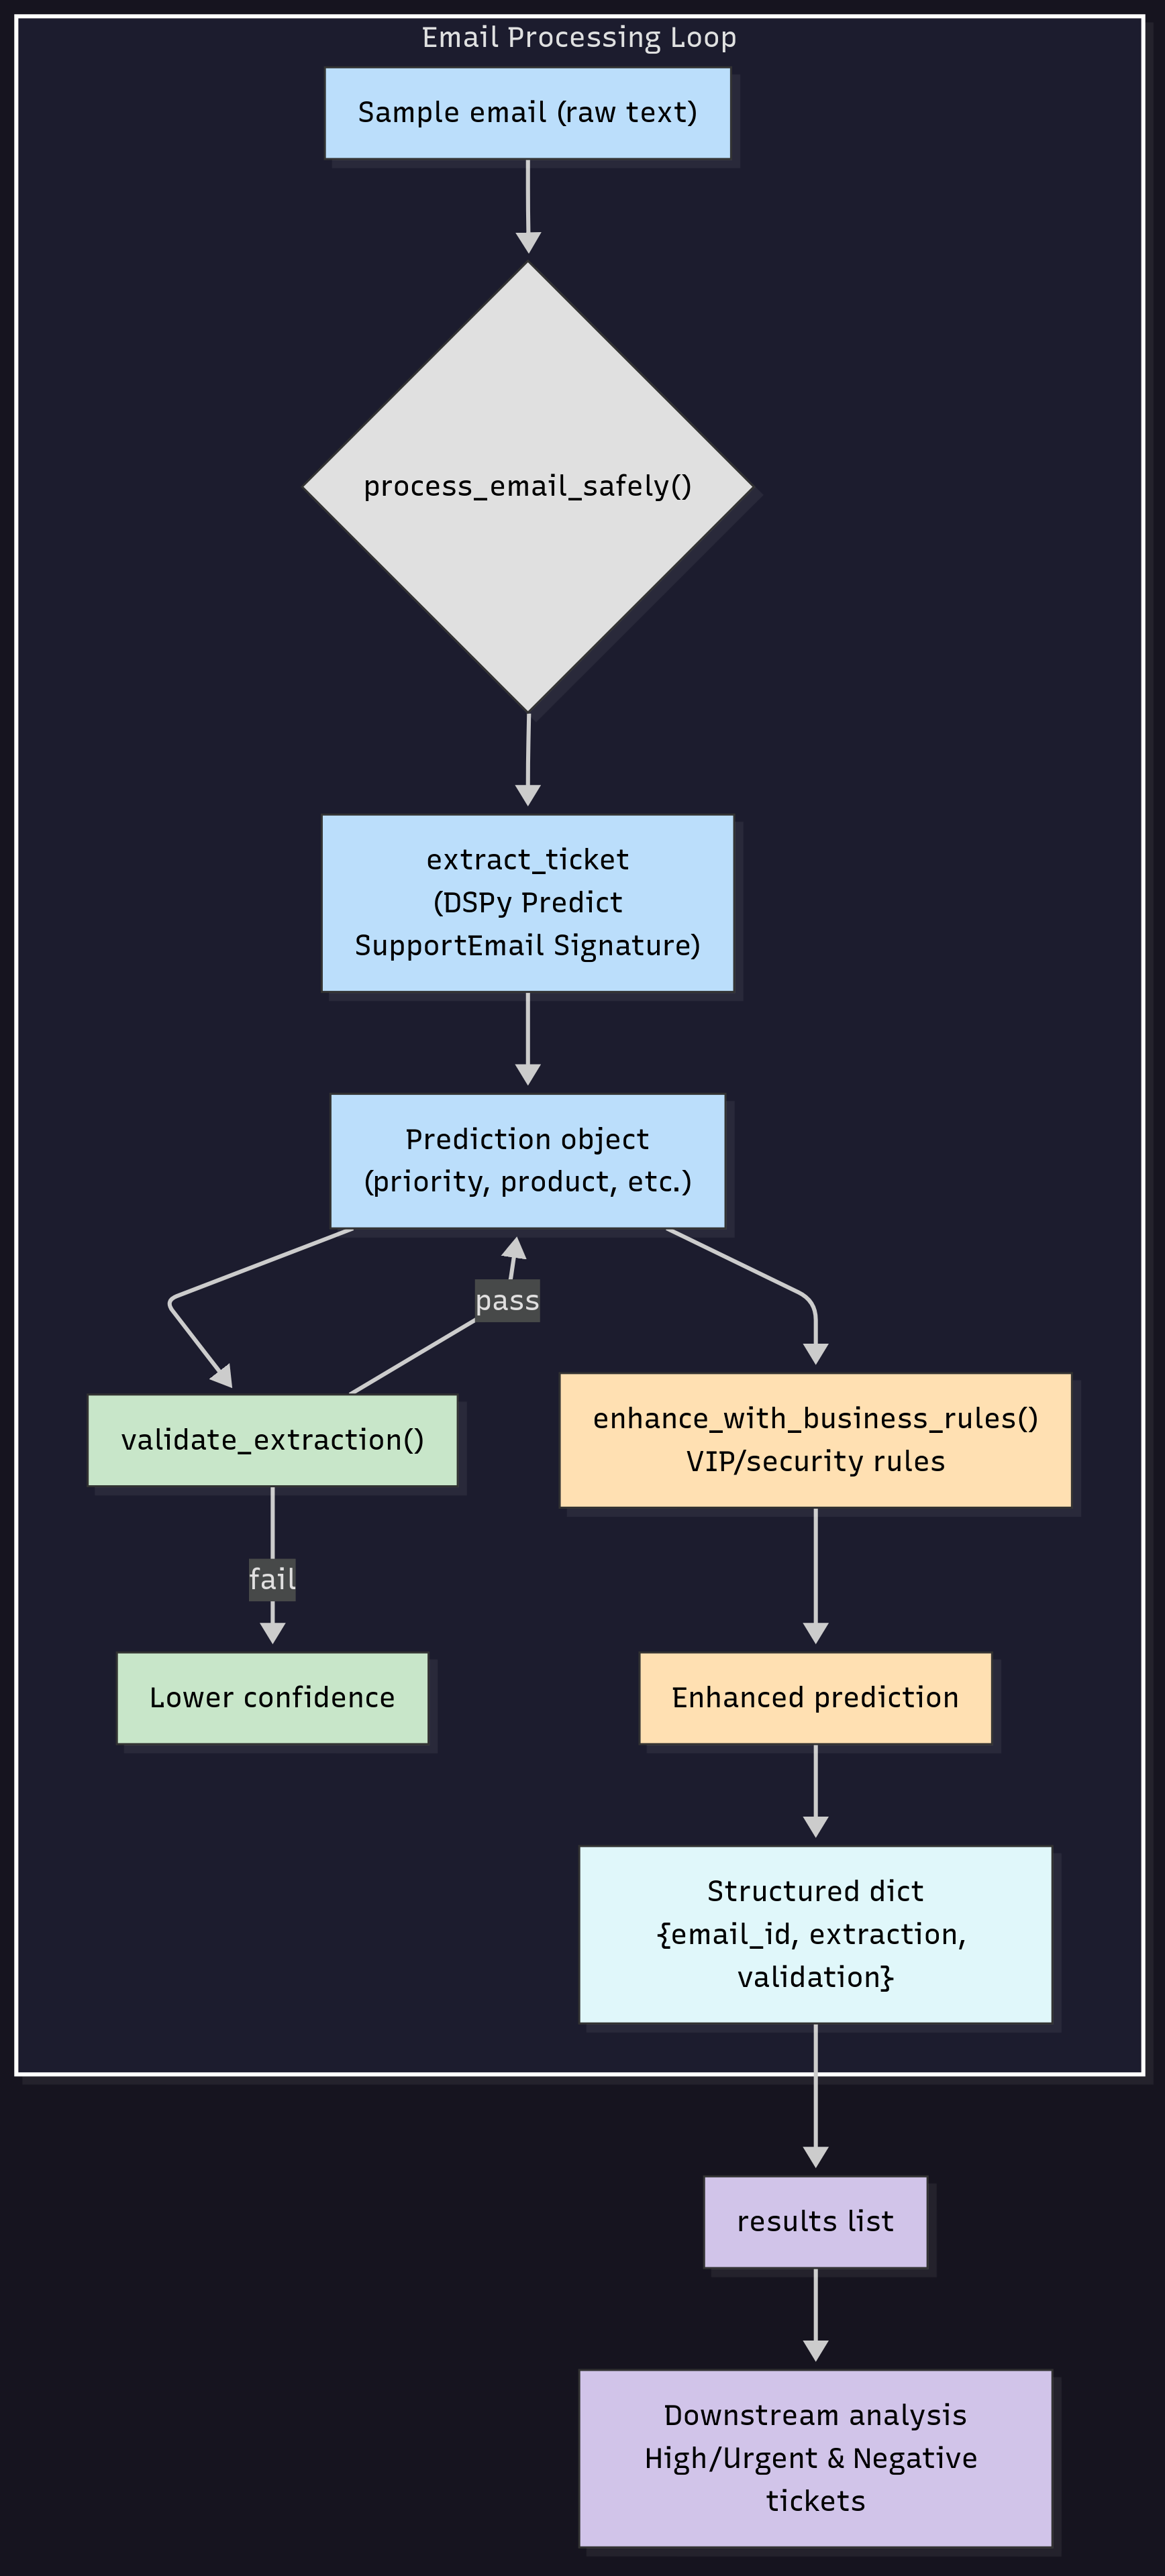 Email Processing Loop
Sample email (raw text)
process_email_safely()
extract_ticket
(DSPy Predict
SupportEmail Signature)
Prediction object
(priority, product, etc.)
pass
validate_extraction()
enhance_with_business_rules()
VIP/security rules
fail
Lower confidence
Enhanced prediction
Structured dict
{email_id, extraction,
validation}
results list
Downstream analysis
High/Urgent & Negative
tickets